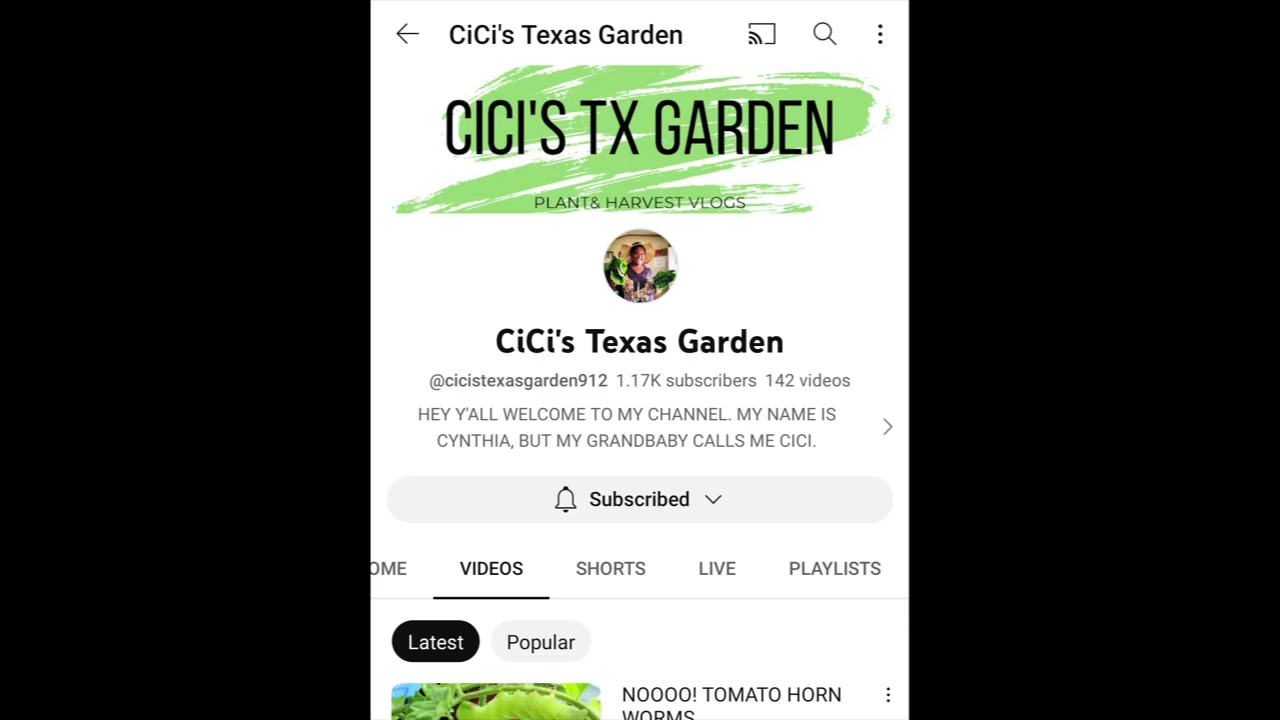 CiCi's Texas Garden
CICI'S TX GARDEN
PLANT& HARVEST VLOGS
CiCi's Texas Garden
@cicistexasgarden912 1.17K subscribers 142 videos
HEY Y'ALL WELCOME TO MY CHANNEL. MY NAME IS
CYNTHIA, BUT MY GRANDBABY CALLS ME CICI.
Subscribed
OME VIDEOS SHORTS LIVE PLAYLISTS
Latest Popular
NOOOO! TOMATO HORN
WORMS